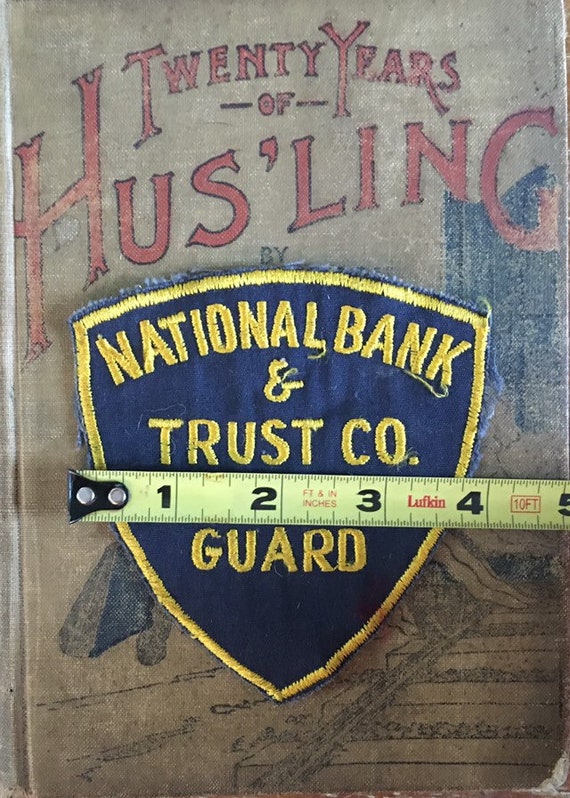 TWENTY YEARS
OF
HUS'LING
BY
NATIONAL BANK
&
TRUST CO.
1 2 FT & IN INCHES 3 Lufkin 4 10FT 5
GUARD